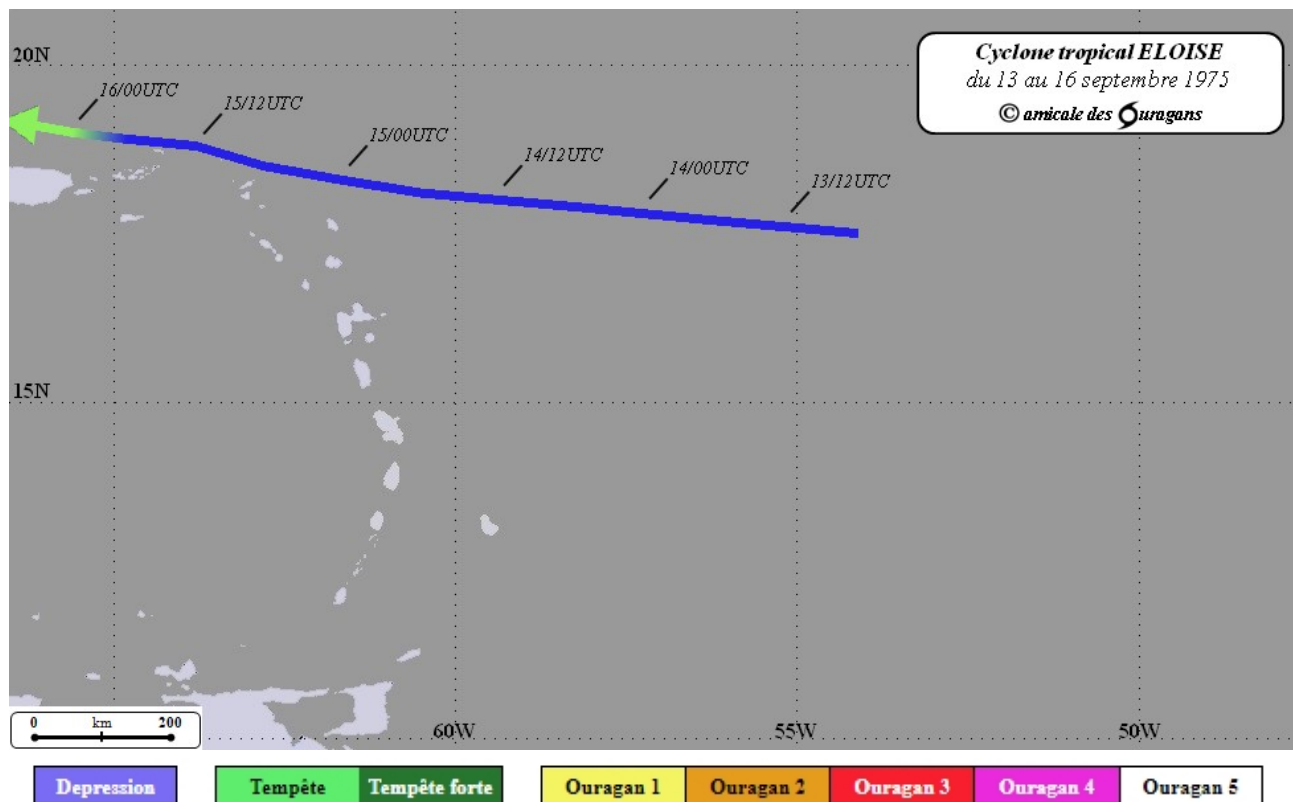 20N
Cyclone tropical ELOISE
du 13 au 16 septembre 1975
© amicale des Ouragans
16/00UTC
15/12UTC
15/00UTC
14/12UTC
14/00UTC
13/12UTC
15N
0 km 200
60W 55W 50W
Depression Tempête Tempête forte Ouragan 1 Ouragan 2 Ouragan 3 Ouragan 4 Ouragan 5